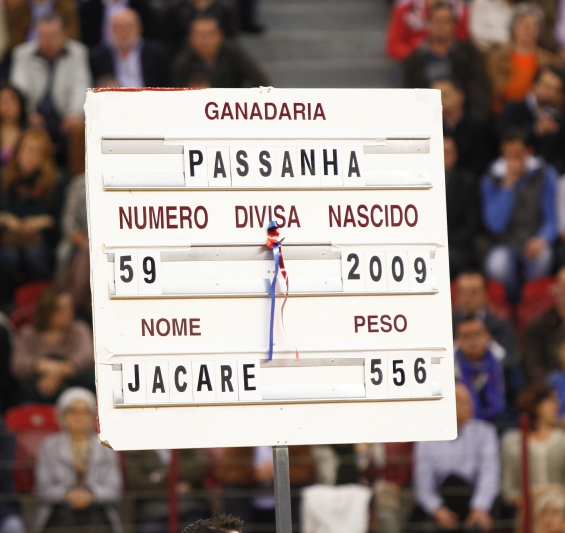 GANADARIA
PASSANHA
NUMERO DIVISA NASCIDO
59 2009
NOME PESO
JACARE 556